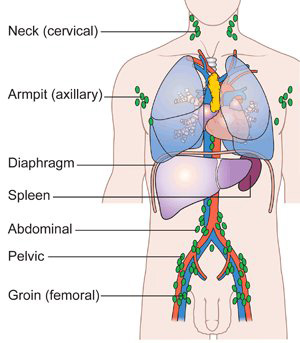 Neck (cervical)
Armpit (axillary)
Diaphragm
Spleen
Abdominal
Pelvic
Groin (femoral)